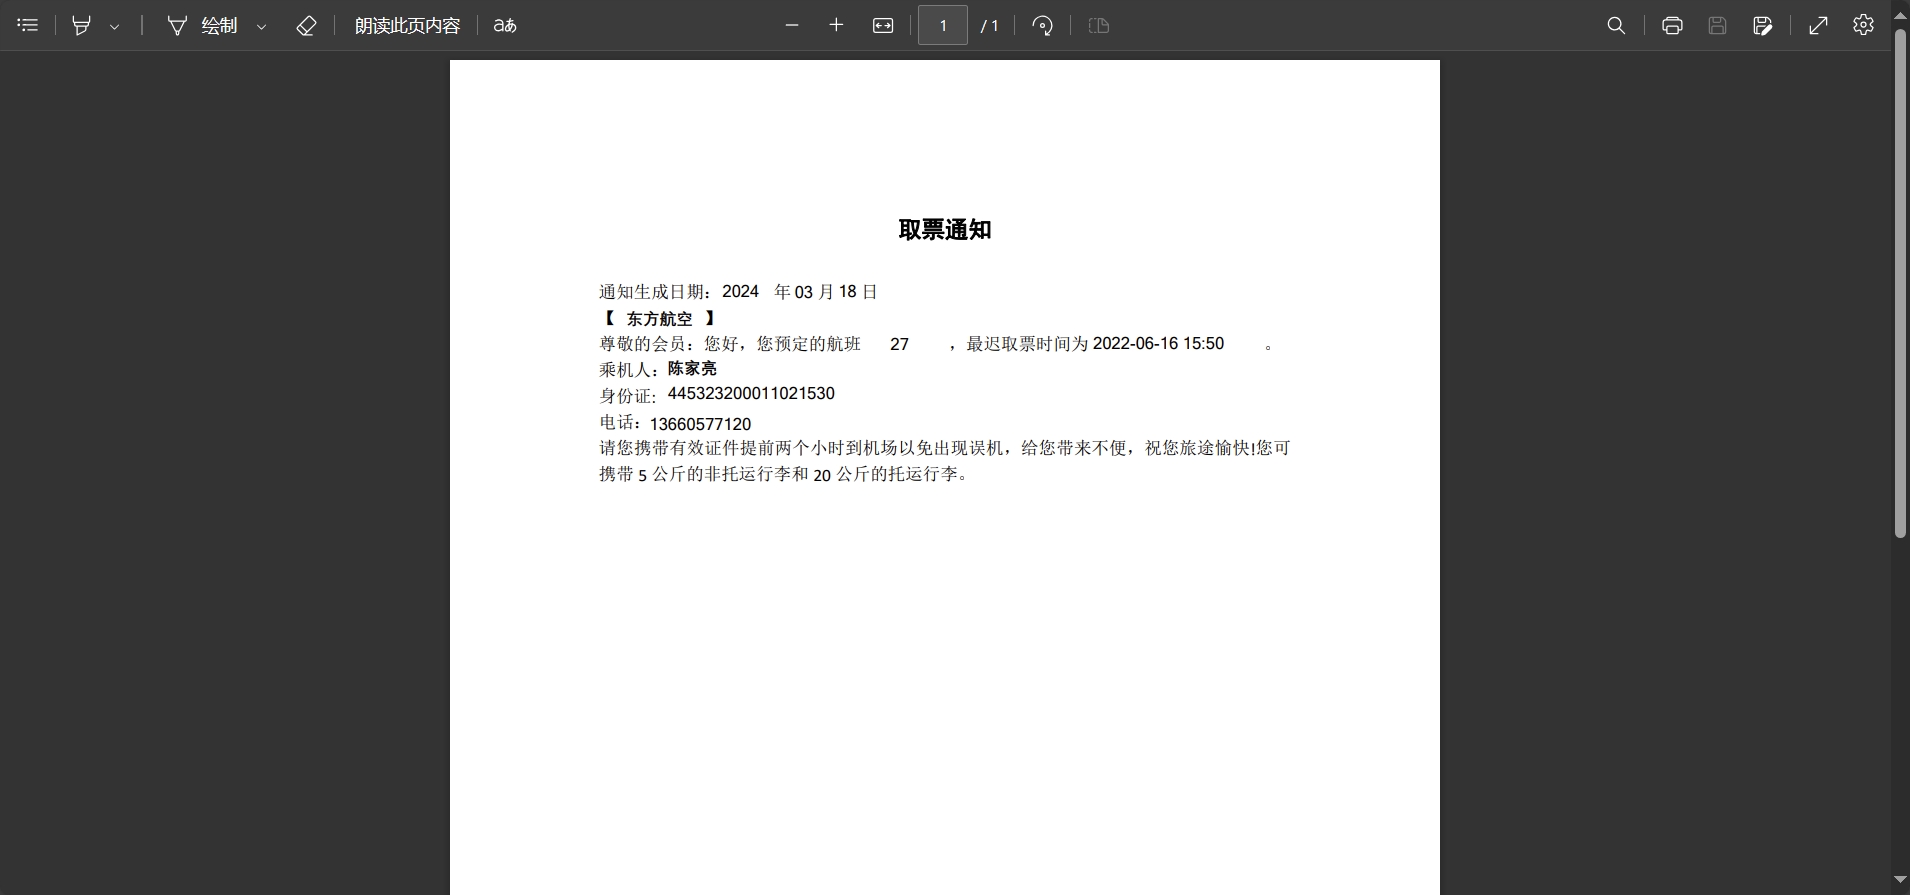 绘制 朗读此页内容 aあ 1 / 1
取票通知
通知生成日期：2024 年 03 月 18 日
【 东方航空 】
尊敬的会员：您好，您预定的航班 27 ，最迟取票时间为 2022-06-16 15:50 。
乘机人：陈家亮
身份证：445323200011021530
电话：13660577120
请您携带有效证件提前两个小时到机场以免出现误机，给您带来不便，祝您旅途愉快!您可
携带 5 公斤的非托运行李和 20 公斤的托运行李。